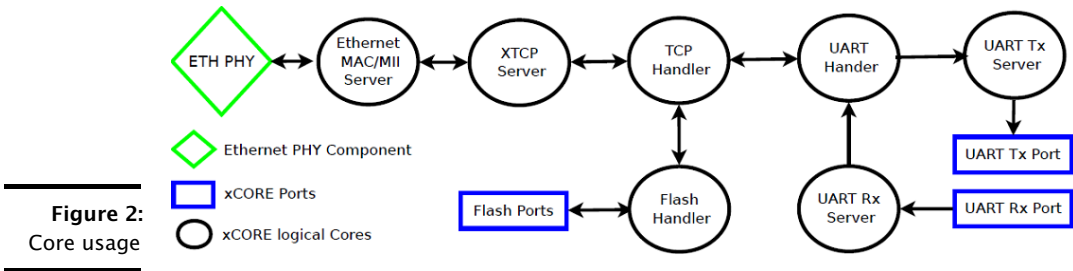 ETH PHY
Ethernet
MAC/MII
Server
XTCP
Server
TCP
Handler
UART
Hander
UART Tx
Server
UART Tx Port
UART Rx Port
UART Rx
Server
Flash
Handler
Flash Ports
Ethernet PHY Component
xCORE Ports
xCORE logical Cores
Figure 2:
Core usage